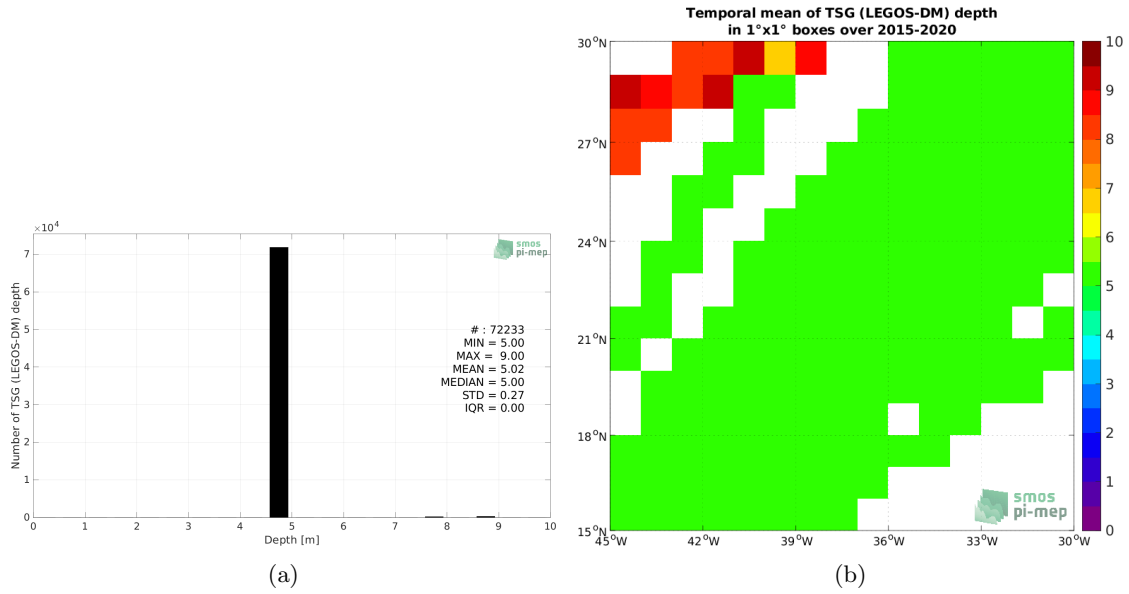 ×10⁴
7
6
5
4
3
2
1
0
Number of TSG (LEGOS-DM) depth
smos
pi-mep
# : 72233
MIN = 5.00
MAX = 9.00
MEAN = 5.02
MEDIAN = 5.00
STD = 0.27
IQR = 0.00
0 1 2 3 4 5 6 7 8 9 10
Depth [m]
(a)
Temporal mean of TSG (LEGOS-DM) depth
in 1°x1° boxes over 2015-2020
30°N
27°N
24°N
21°N
18°N
15°N
45°W 42°W 39°W 36°W 33°W 30°W
smos
pi-mep
10
9
8
7
6
5
4
3
2
1
0
(b)